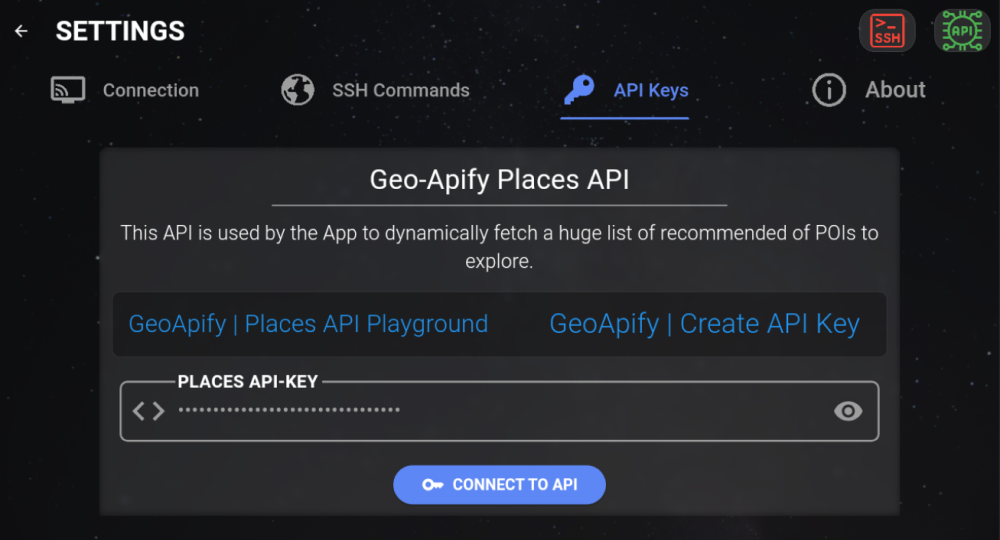 SETTINGS
>_
SSH
API
Connection
SSH Commands
API Keys
About
Geo-Apify Places API
This API is used by the App to dynamically fetch a huge list of recommended of POIs to
explore.
GeoApify | Places API Playground
GeoApify | Create API Key
PLACES API-KEY
CONNECT TO API